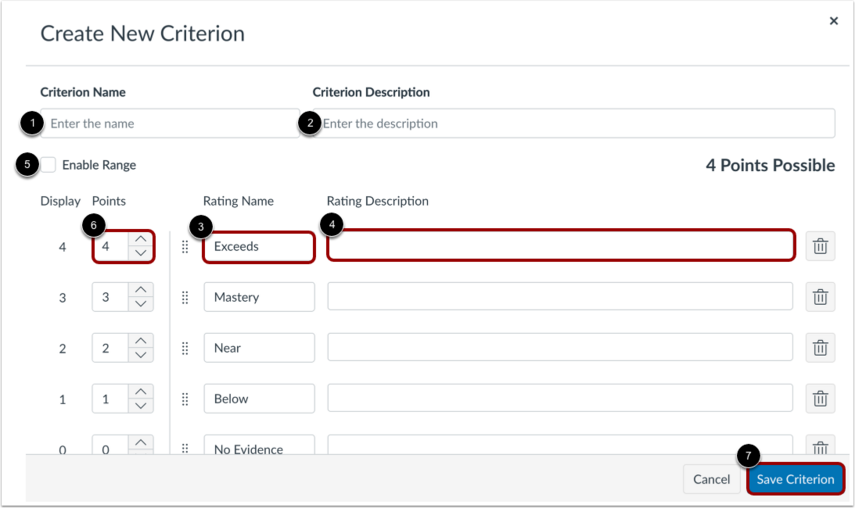 Create New Criterion ×
Criterion Name Criterion Description
1 Enter the name 2 Enter the description
5 Enable Range 4 Points Possible
Display Points Rating Name Rating Description
6 3 4
4 4 Exceeds
3 3 Mastery
2 2 Near
1 1 Below
0 0 No Evidence
7
Cancel Save Criterion